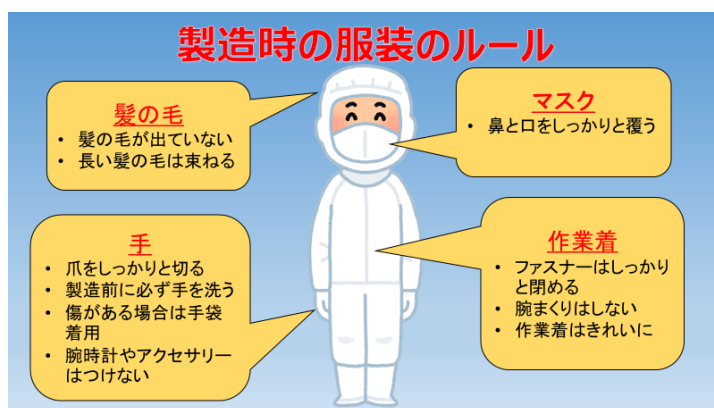 製造時の服装のルール
髪の毛
• 髪の毛が出ていない
• 長い髪の毛は束ねる
マスク
• 鼻と口をしっかりと覆う
手
• 爪をしっかりと切る
• 製造前に必ず手を洗う
• 傷がある場合は手袋
着用
• 腕時計やアクセサリー
はつけない
作業着
• ファスナーはしっかり
と閉める
• 腕まくりはしない
• 作業着はきれいに